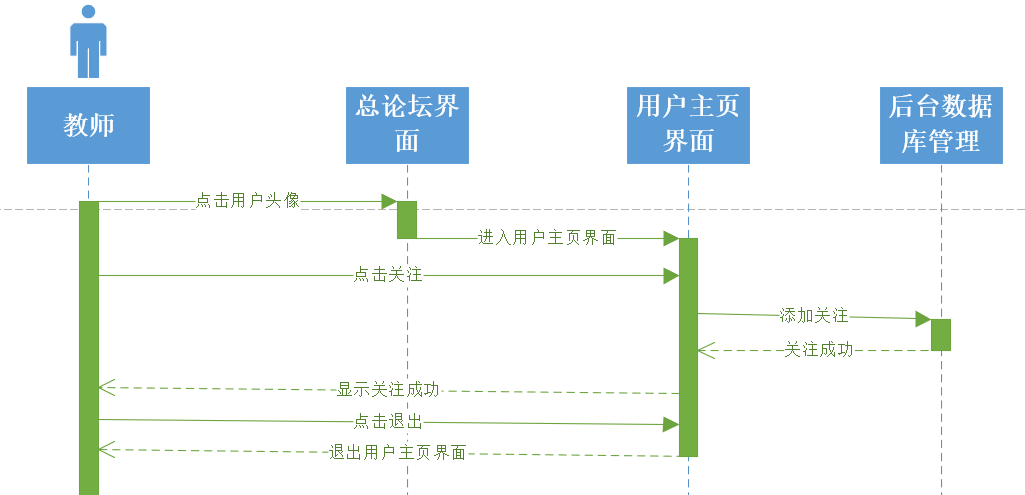 教师
总论坛界
面
用户主页
界面
后台数据
库管理
点击用户头像
进入用户主页界面
点击关注
添加关注
关注成功
显示关注成功
点击退出
退出用户主页界面